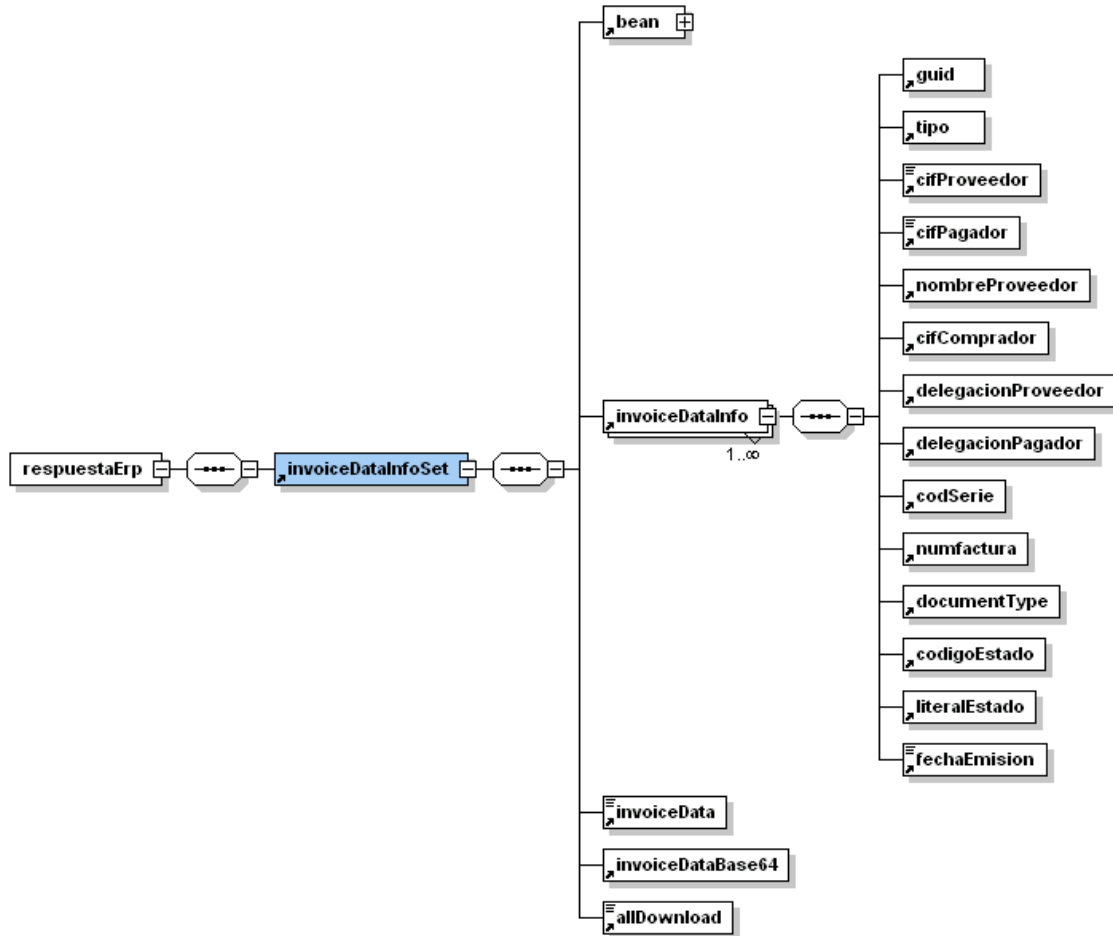 bean
guid
tipo
cifProveedor
cifPagador
nombreProveedor
cifComprador
delegacionProveedor
invoiceDataInfo
1..∞
delegacionPagador
respuestaErp
invoiceDataInfoSet
codSerie
numfactura
documentType
codigoEstado
literalEstado
fechaEmision
invoiceData
invoiceDataBase64
allDownload